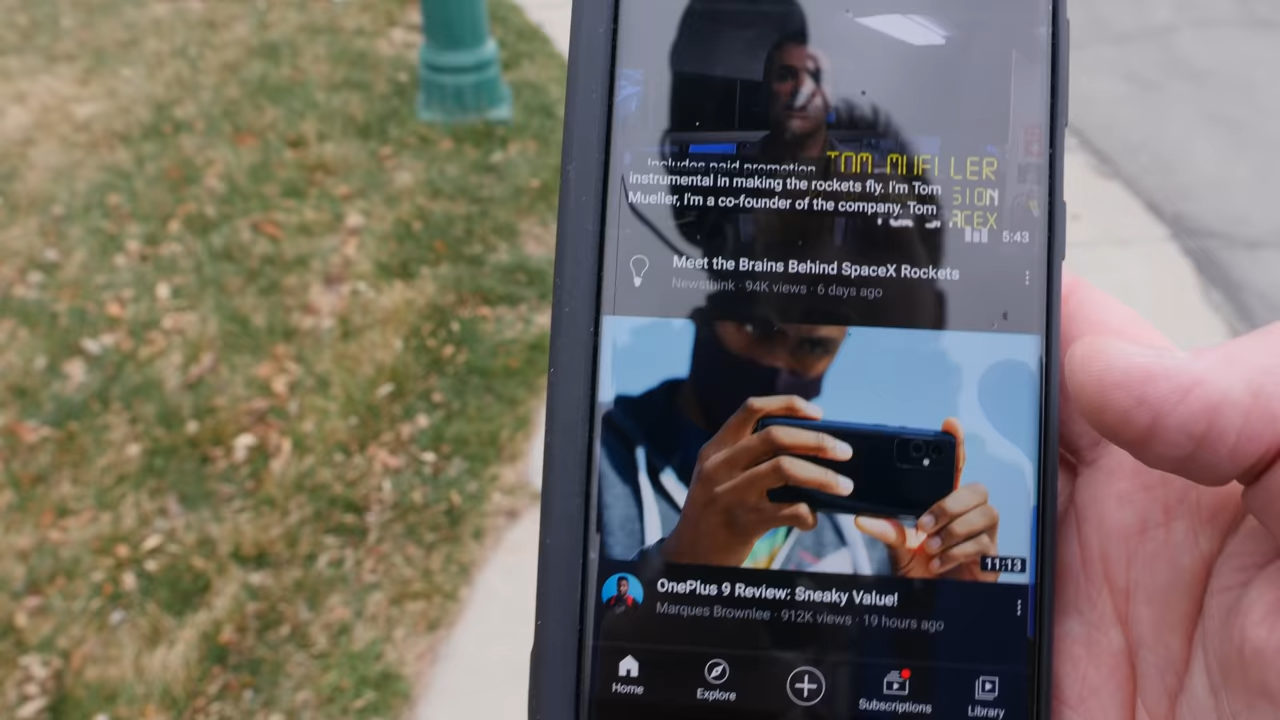 Includes paid promotion
TOM MUELLER
instrumental in making the rockets fly. I'm Tom
SION
Mueller, I'm a co-founder of the company. Tom
ACEX
5:43
Meet the Brains Behind SpaceX Rockets
Newsthink · 94K views · 6 days ago
11:13
OnePlus 9 Review: Sneaky Value!
Marques Brownlee · 912K views · 19 hours ago
Home
Explore
Subscriptions
Library